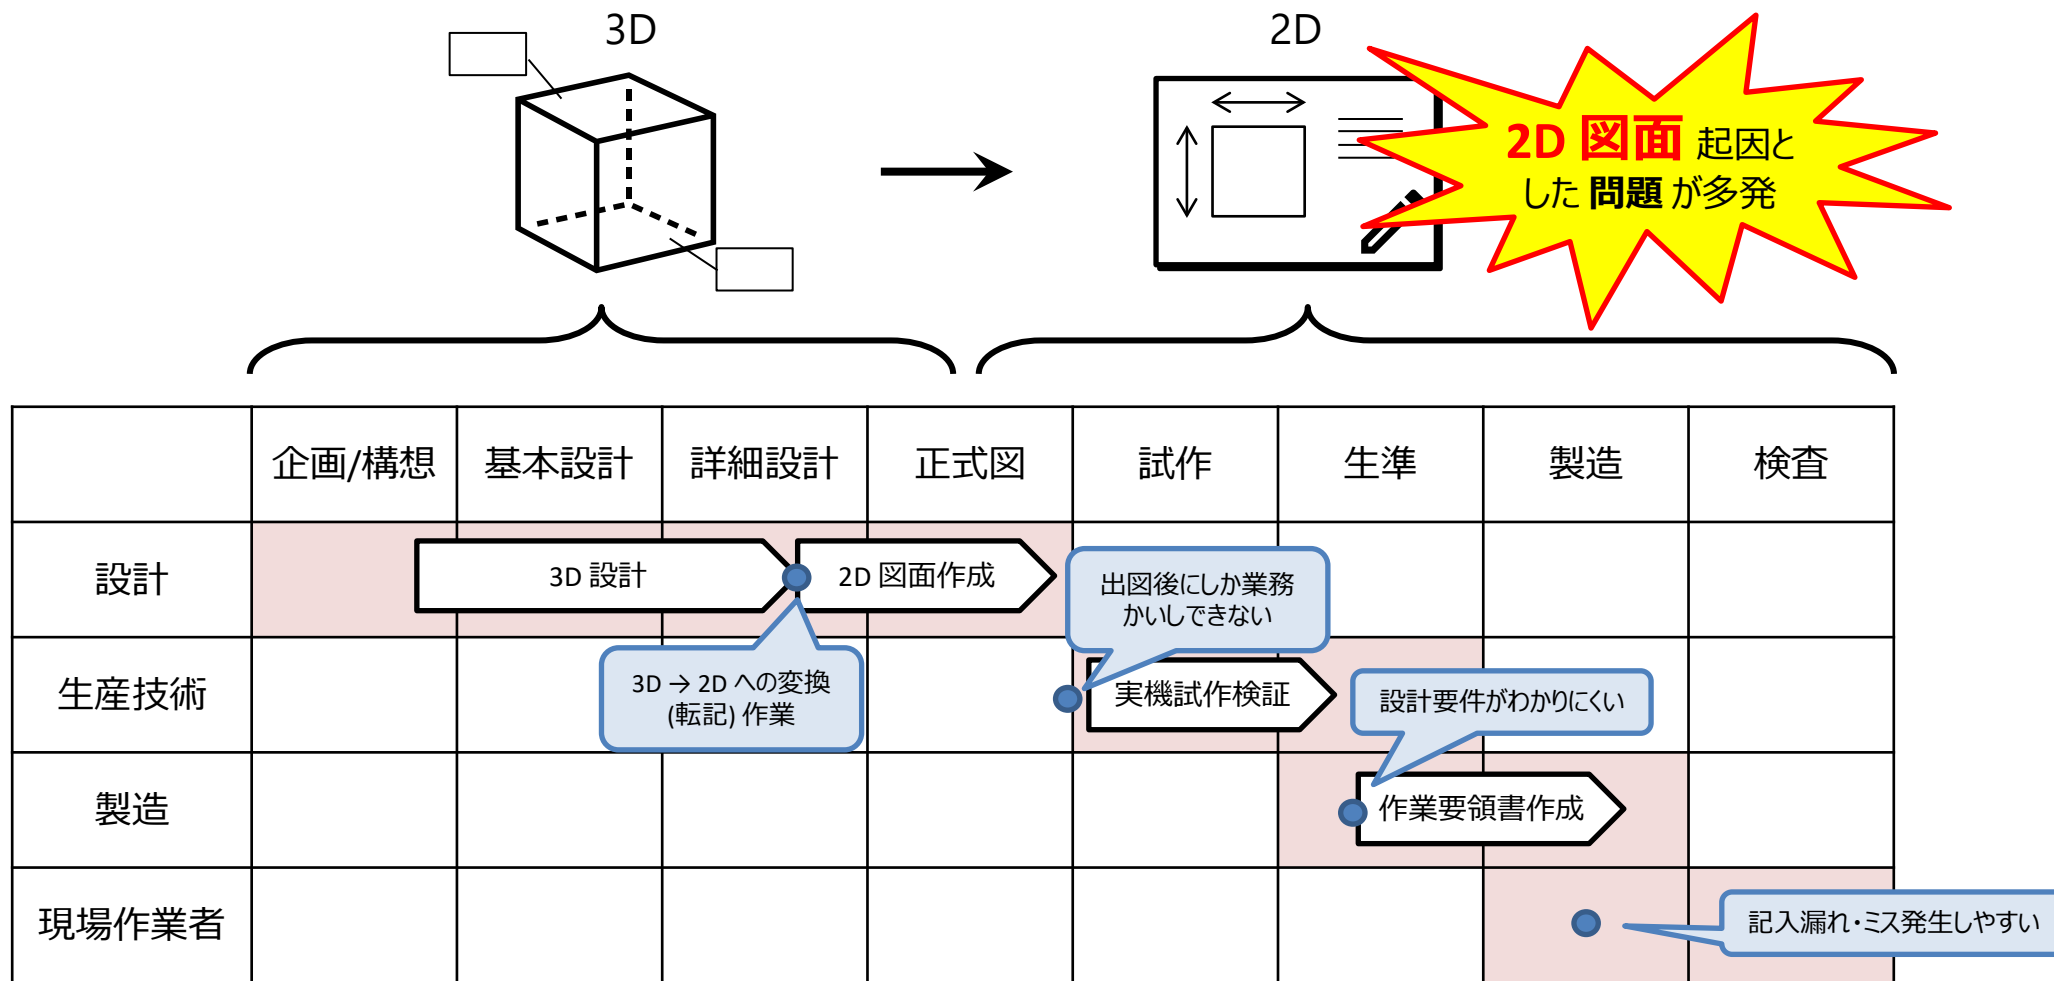 3D
2D
2D 図面 起因と
した 問題 が多発
企画/構想
基本設計
詳細設計
正式図
試作
生準
製造
検査
設計
3D 設計
2D 図面作成
出図後にしか業務
かいしできない
生産技術
3D → 2D への変換
(転記) 作業
実機試作検証
設計要件がわかりにくい
製造
作業要領書作成
現場作業者
記入漏れ・ミス発生しやすい